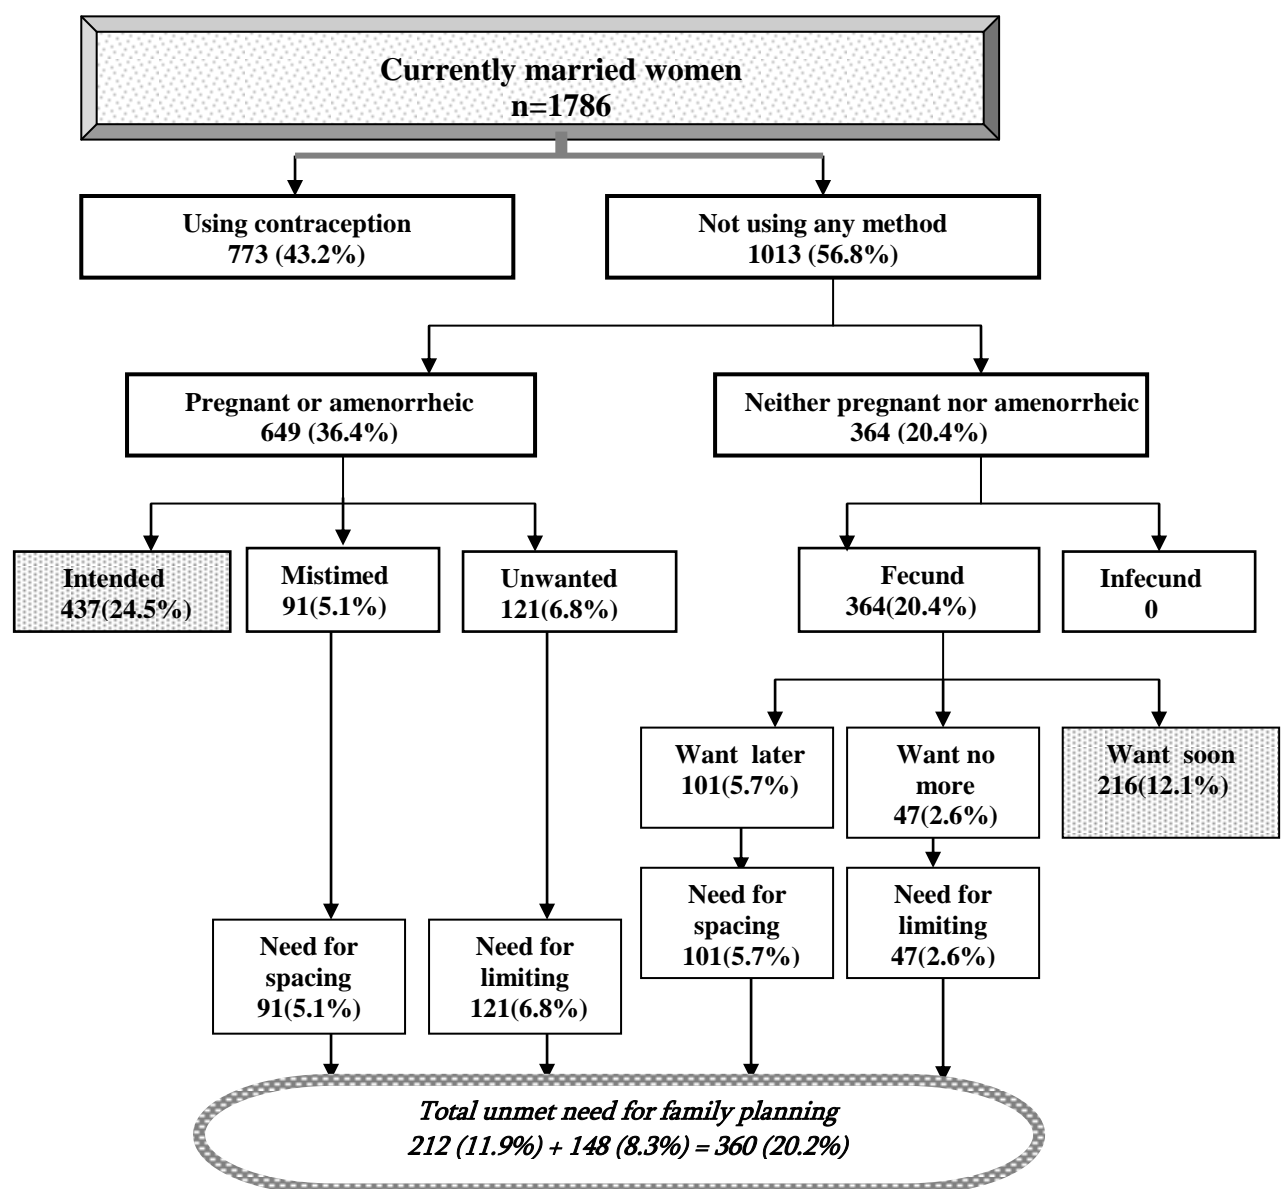 Currently married women
n=1786
Using contraception
773 (43.2%)
Not using any method
1013 (56.8%)
Pregnant or amenorrheic
649 (36.4%)
Neither pregnant nor amenorrheic
364 (20.4%)
Intended
437(24.5%)
Mistimed
91(5.1%)
Unwanted
121(6.8%)
Fecund
364(20.4%)
Infecund
0
Want later
101(5.7%)
Want no
more
47(2.6%)
Want soon
216(12.1%)
Need for
spacing
91(5.1%)
Need for
limiting
121(6.8%)
Need for
spacing
101(5.7%)
Need for
limiting
47(2.6%)
Total unmet need for family planning
212 (11.9%) + 148 (8.3%) = 360 (20.2%)